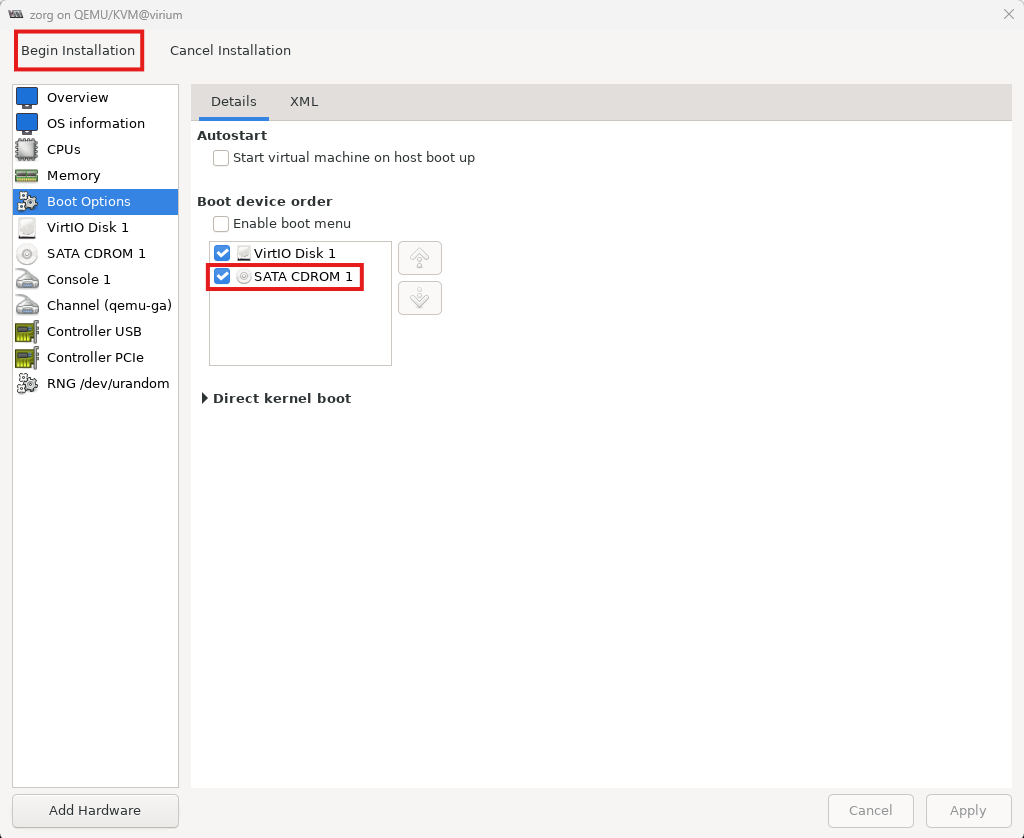 zorg on QEMU/KVM@virium
Begin Installation
Cancel Installation
Overview
OS information
CPUs
Memory
Boot Options
VirtIO Disk 1
SATA CDROM 1
Console 1
Channel (qemu-ga)
Controller USB
Controller PCIe
RNG /dev/urandom
Add Hardware
Details
XML
Autostart
Start virtual machine on host boot up
Boot device order
Enable boot menu
VirtIO Disk 1
SATA CDROM 1
Direct kernel boot
Cancel
Apply